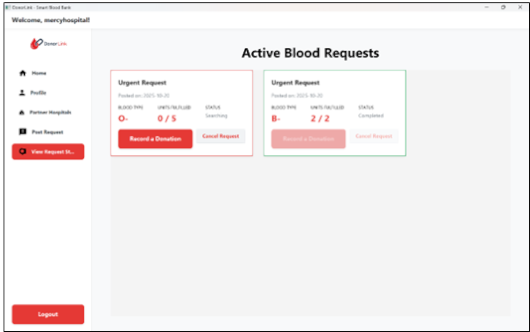 DonorLink - Smart Blood Bank
Welcome, mercyhospital!
DonorLink
Active Blood Requests
Home
Profile
Partner Hospitals
Post Request
View Request St...
Urgent Request
Posted on: 2025-10-20
BLOOD TYPE UNITS FULFILLED STATUS
O- 0 / 5 Searching
Record a Donation Cancel Request
Urgent Request
Posted on: 2025-10-20
BLOOD TYPE UNITS FULFILLED STATUS
B- 2 / 2 Completed
Record a Donation Cancel Request
Logout